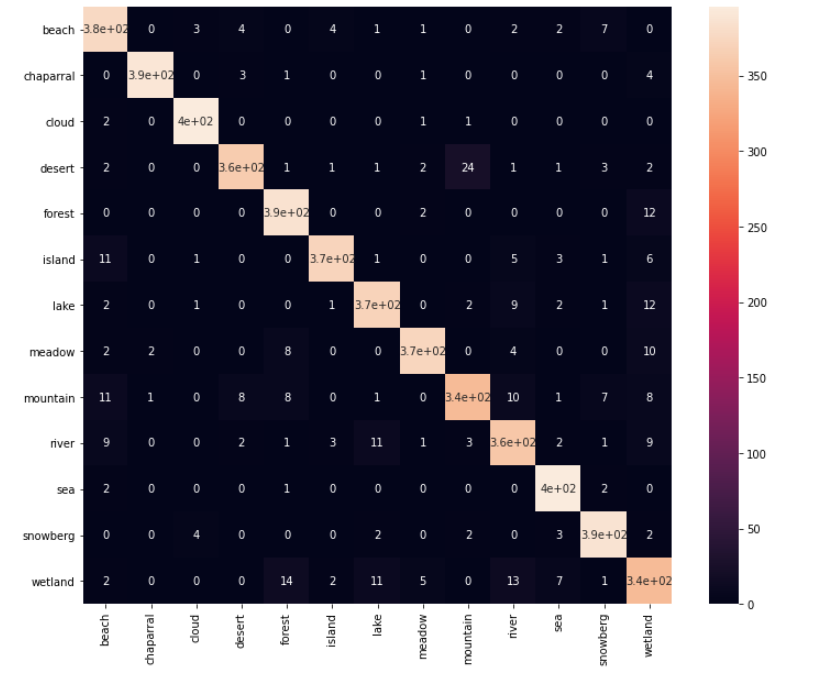 beach 3.8e+02 0 3 4 0 4 1 1 0 2 2 7 0
chaparral 0 3.9e+02 0 3 1 0 0 1 0 0 0 0 4
cloud 2 0 4e+02 0 0 0 0 1 1 0 0 0 0
desert 2 0 0 3.6e+02 1 1 1 2 24 1 1 3 2
forest 0 0 0 0 3.9e+02 0 0 2 0 0 0 0 12
island 11 0 1 0 0 3.7e+02 1 0 0 5 3 1 6
lake 2 0 1 0 0 1 3.7e+02 0 2 9 2 1 12
meadow 2 2 0 0 8 0 0 3.7e+02 0 4 0 0 10
mountain 11 1 0 8 8 0 1 0 3.4e+02 10 1 7 8
river 9 0 0 2 1 3 11 1 3 3.6e+02 2 1 9
sea 2 0 0 0 1 0 0 0 0 0 4e+02 2 0
snowberg 0 0 4 0 0 0 2 0 2 0 3 3.9e+02 2
wetland 2 0 0 0 14 2 11 5 0 13 7 1 3.4e+02
beach chaparral cloud desert forest island lake meadow mountain river sea snowberg wetland
350
300
250
200
150
100
50
0